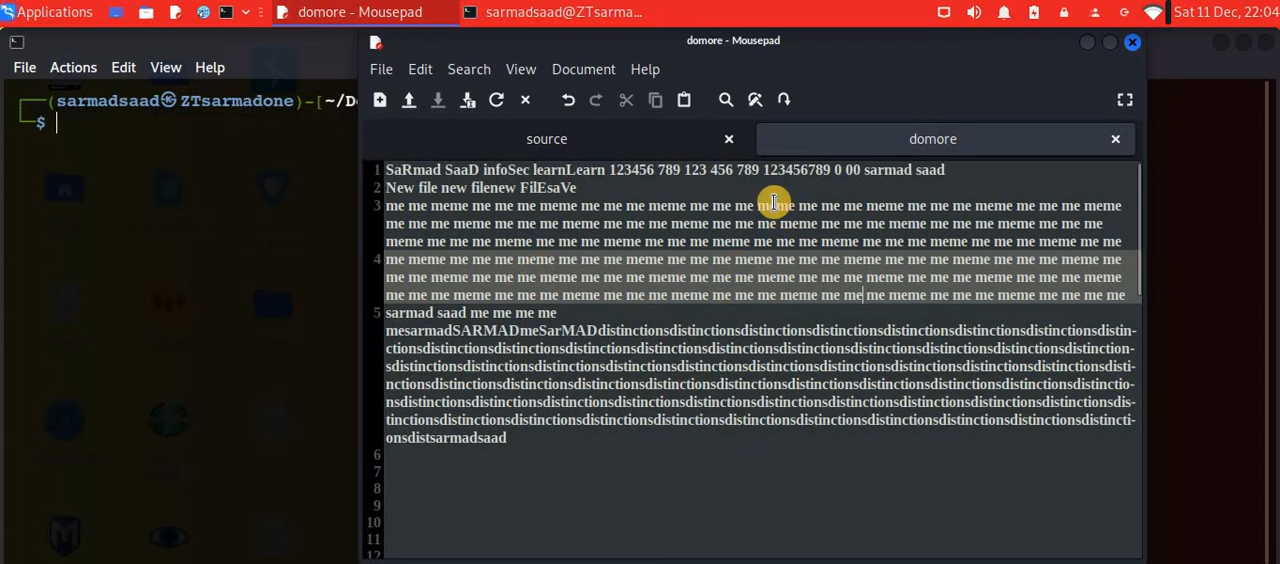 Applications domore - Mousepad sarmadsaad@ZTsarma... Sat 11 Dec, 22:04
File Actions Edit View Help
┌──(sarmadsaad㉿ZTsarmadone)-[~/D
└─$
domore - Mousepad
File Edit Search View Document Help
source domore
1 SaRmad SaaD infoSec learnLearn 123456 789 123 456 789 123456789 0 00 sarmad saad
2 New file new filenew FilEsaVe
3 me me meme me me me meme me me me meme me me me meme me me me meme me me me meme me me me meme
me me me meme me me me meme me me me meme me me me meme me me me meme me me me meme me me me
meme me me me meme me me me meme me me me meme me me me meme me me me meme me me me meme me me
4 me meme me me me meme me me me meme me me me meme me me me meme me me me meme me me me meme me
me me meme me me me meme me me me meme me me me meme me me me meme me me me meme me me me meme
me me me meme me me me meme me me me meme me me me meme me me me meme me me me meme me me me me
5 sarmad saad me me me me
mesarmadSARMADmeSarMADdistinctionsdistinctionsdistinctionsdistinctionsdistinctionsdistinctionsdistinctionsdistin-
ctionsdistinctionsdistinctionsdistinctionsdistinctionsdistinctionsdistinctionsdistinctionsdistinctionsdistinctionsdistinction-
sdistinctionsdistinctionsdistinctionsdistinctionsdistinctionsdistinctionsdistinctionsdistinctionsdistinctionsdistinctionsdisti-
nctionsdistinctionsdistinctionsdistinctionsdistinctionsdistinctionsdistinctionsdistinctionsdistinctionsdistinctionsdistinctio-
nsdistinctionsdistinctionsdistinctionsdistinctionsdistinctionsdistinctionsdistinctionsdistinctionsdistinctionsdistinctionsdis-
tinctionsdistinctionsdistinctionsdistinctionsdistinctionsdistinctionsdistinctionsdistinctionsdistinctionsdistinctionsdistincti-
onsdistsarmadsaad
6
7
8
9
10
11
12